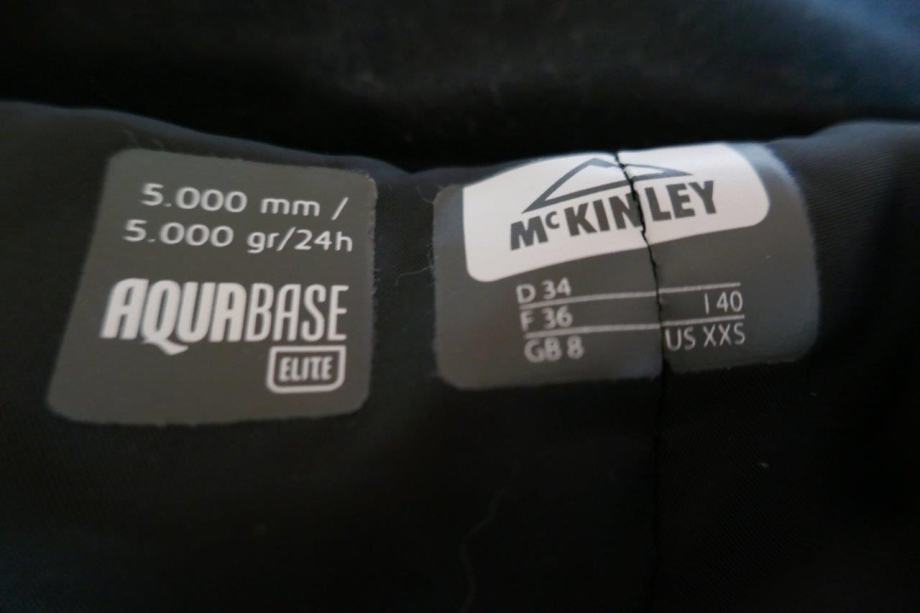 5.000 mm /
5.000 gr/24h
AQUABASE
ELITE
McKINLEY
D 34
F 36 I 40
GB 8 US XXS